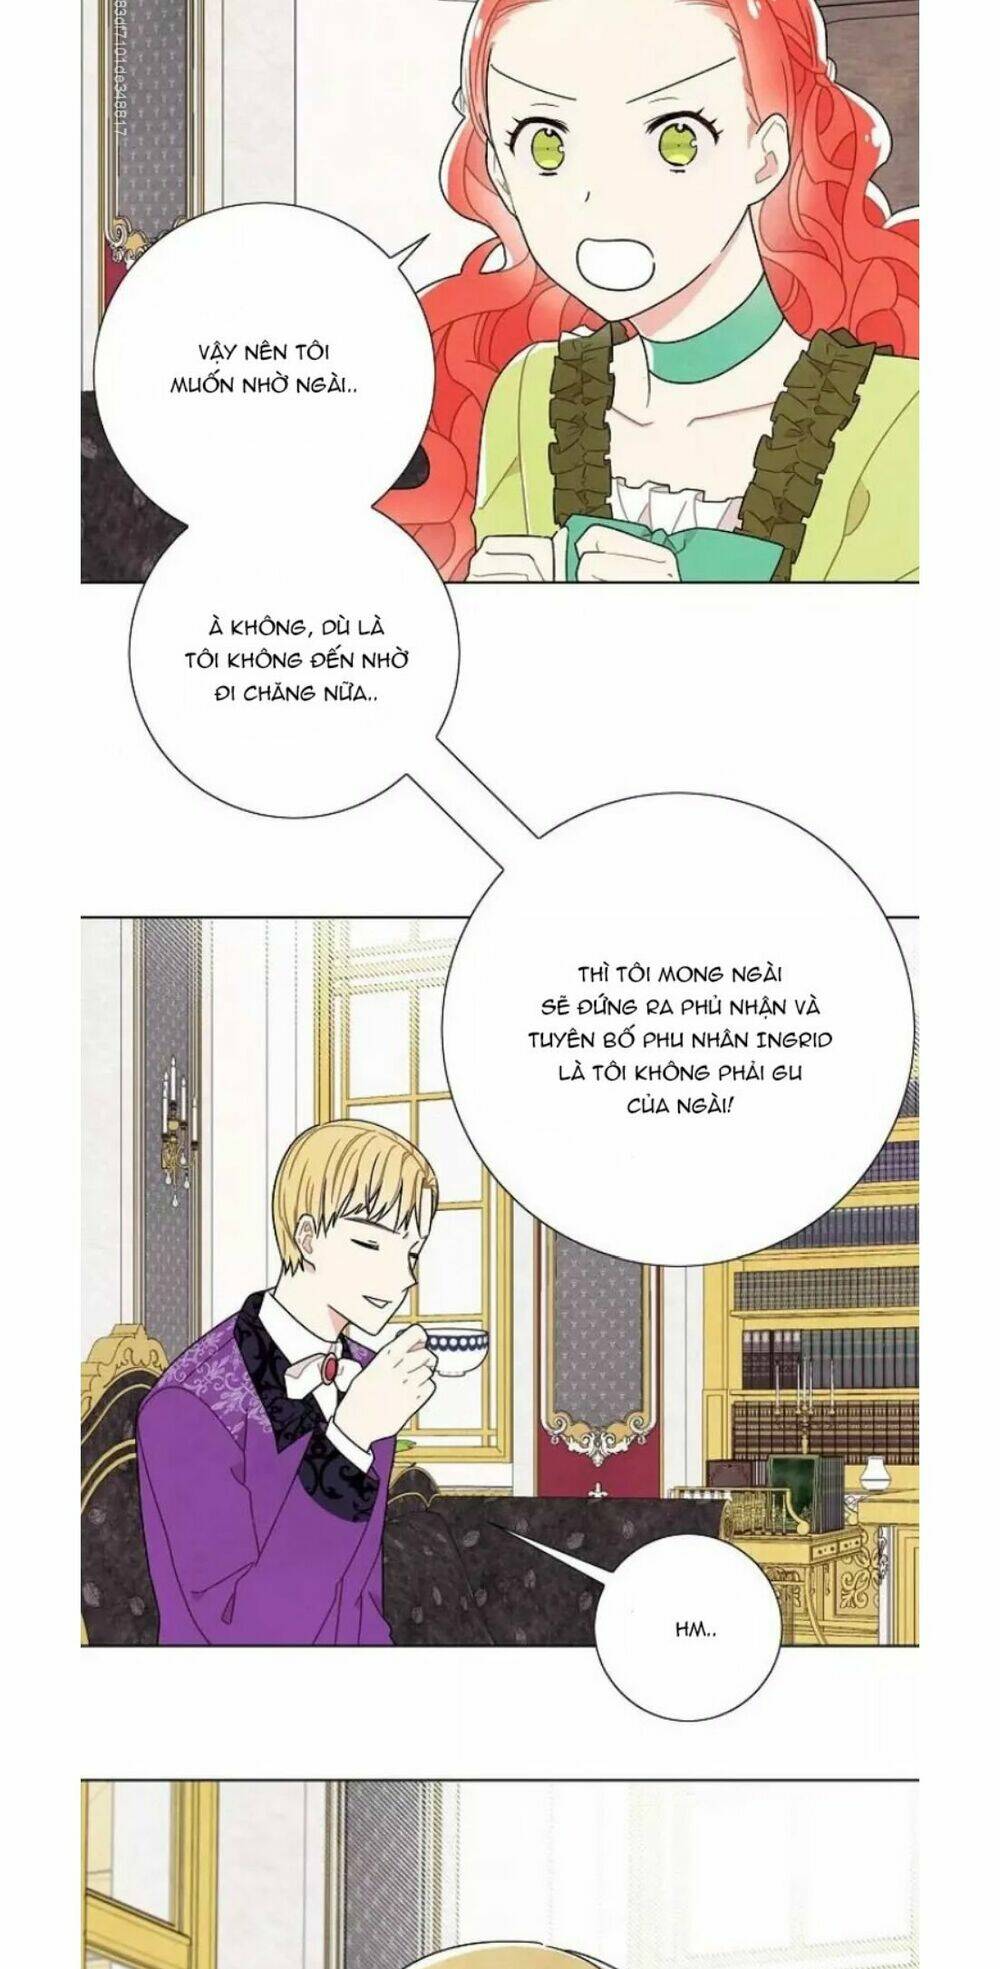 83df7101de348817
VẬY NÊN TÔI
MUỐN NHỜ NGÀI..
À KHÔNG, DÙ LÀ
TÔI KHÔNG ĐẾN NHỜ
ĐI CHĂNG NỮA..
THÌ TÔI MONG NGÀI
SẼ ĐỨNG RA PHỦ NHẬN VÀ
TUYÊN BỐ PHU NHÂN INGRID
LÀ TÔI KHÔNG PHẢI GU
CỦA NGÀI!
HM..